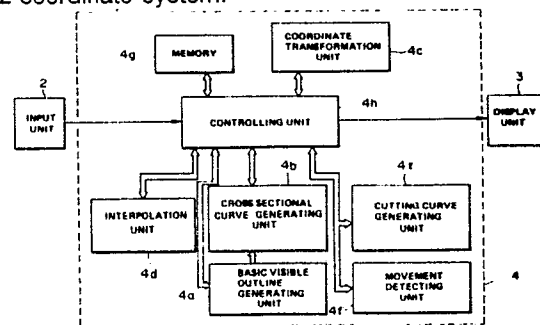 2 coordinate system.
4g
MEMORY
COORDINATE
TRANSFORMATION
UNIT
4c
2
INPUT
UNIT
CONTROLLING UNIT
4h
3
DISPLAY
UNIT
INTERPOLATION
UNIT
4d
4b
CROSS SECTIONAL
CURVE GENERATING
UNIT
4r
CUTTING CURVE
GENERATING
UNIT
4a
BASIC VISIBLE
OUTLINE
GENERATING UNIT
4f
MOVEMENT
DETECTING
UNIT
4